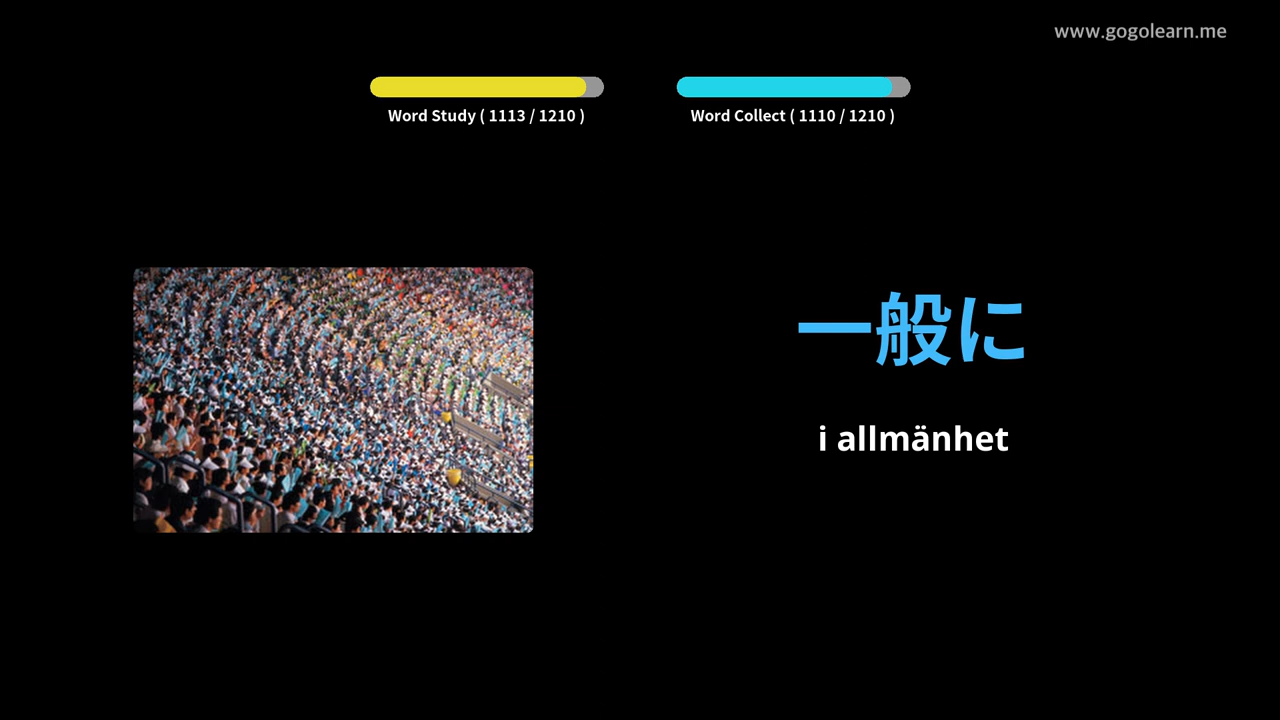 www.gogolearn.me
Word Study ( 1113 / 1210 )
Word Collect ( 1110 / 1210 )
一般に
i allmänhet